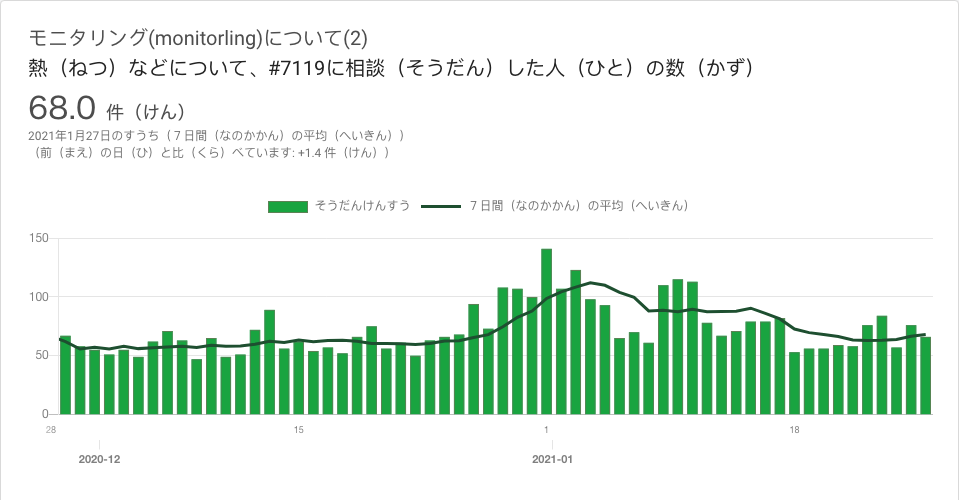 モニタリング(monitorling)について(2)
熱（ねつ）などについて、#7119に相談（そうだん）した人（ひと）の数（かず）
68.0 件（けん）
2021年1月27日のすうち（７日間（なのかかん）の平均（へいきん））
（前（まえ）の日（ひ）と比（くら）べています: +1.4 件（けん））
そうだんけんすう ７日間（なのかかん）の平均（へいきん）
150
100
50
0
28 15 1 18
2020-12 2021-01